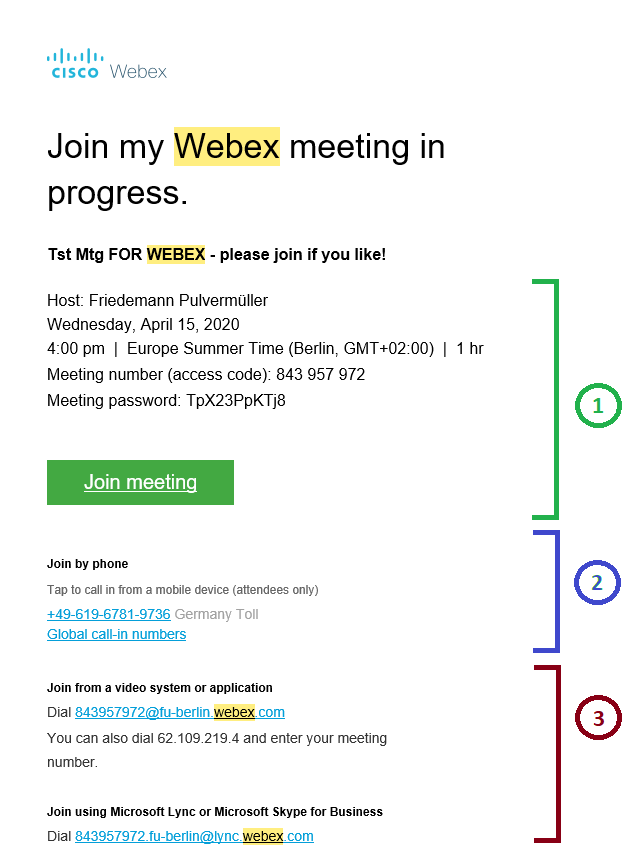 CISCO Webex
Join my Webex meeting in
progress.
Tst Mtg FOR WEBEX - please join if you like!
Host: Friedemann Pulvermüller
Wednesday, April 15, 2020
4:00 pm | Europe Summer Time (Berlin, GMT+02:00) | 1 hr
Meeting number (access code): 843 957 972
Meeting password: TpX23PpKTj8
1
Join meeting
Join by phone
Tap to call in from a mobile device (attendees only)
2
+49-619-6781-9736 Germany Toll
Global call-in numbers
Join from a video system or application
Dial 843957972@fu-berlin.webex.com
3
You can also dial 62.109.219.4 and enter your meeting
number.
Join using Microsoft Lync or Microsoft Skype for Business
Dial 843957972.fu-berlin@lync.webex.com